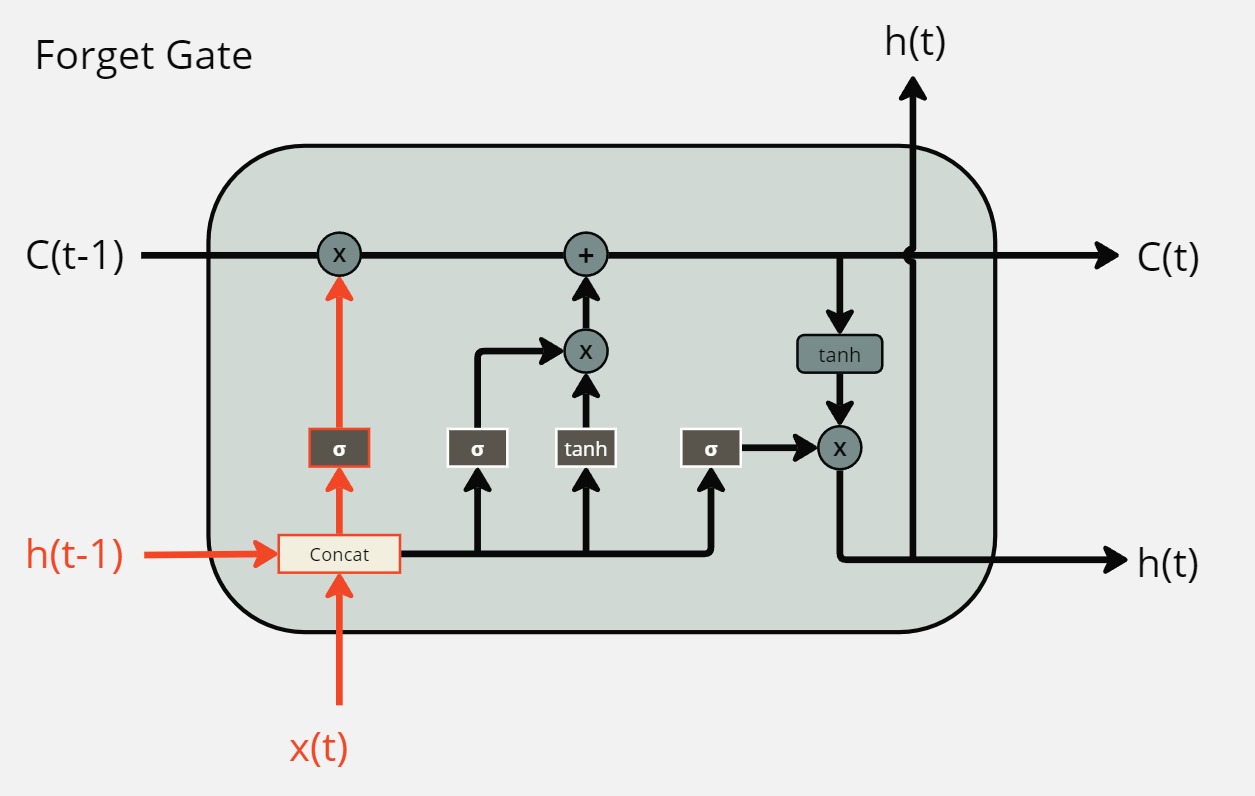 Forget Gate
h(t)
C(t-1)
x
+
C(t)
x
tanh
σ
σ
tanh
σ
x
h(t-1)
Concat
h(t)
x(t)